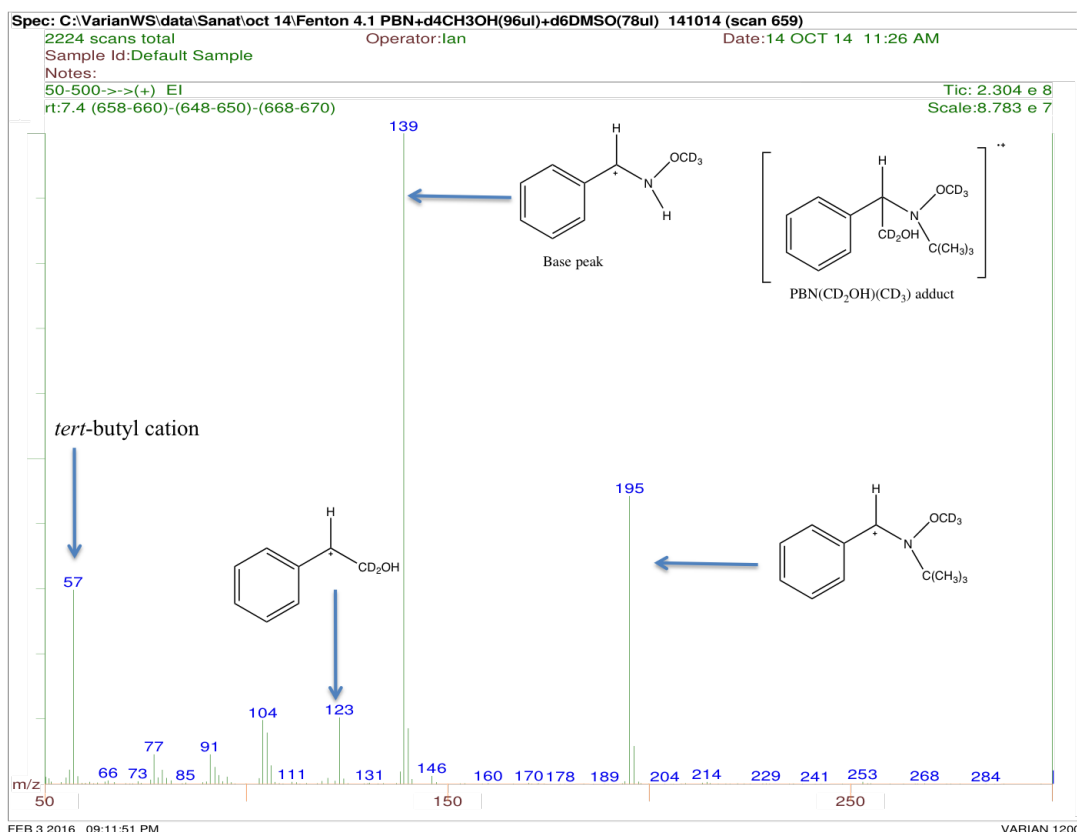 Spec: C:\VarianWS\data\Sanat\oct 14\Fenton 4.1 PBN+d4CH3OH(96ul)+d6DMSO(78ul) 141014 (scan 659)
2224 scans total Operator:Ian Date:14 OCT 14 11:26 AM
Sample Id:Default Sample
Notes:
50-500->->(+) EI Tic: 2.304 e 8
rt:7.4 (658-660)-(648-650)-(668-670) Scale:8.783 e 7
139
H
OCD3
+
N
H
Base peak
H
OCD3
N
CD2OH
C(CH3)3
•+
PBN(CD2OH)(CD3) adduct
tert-butyl cation
57
H
+
CD2OH
195
H
OCD3
+
N
C(CH3)3
66 73 77 85 91 104 111 123 131 146 160 170 178 189 204 214 229 241 253 268 284
m/z
50 150 250
FEB 3 2016 09:11:51 PM VARIAN 1200